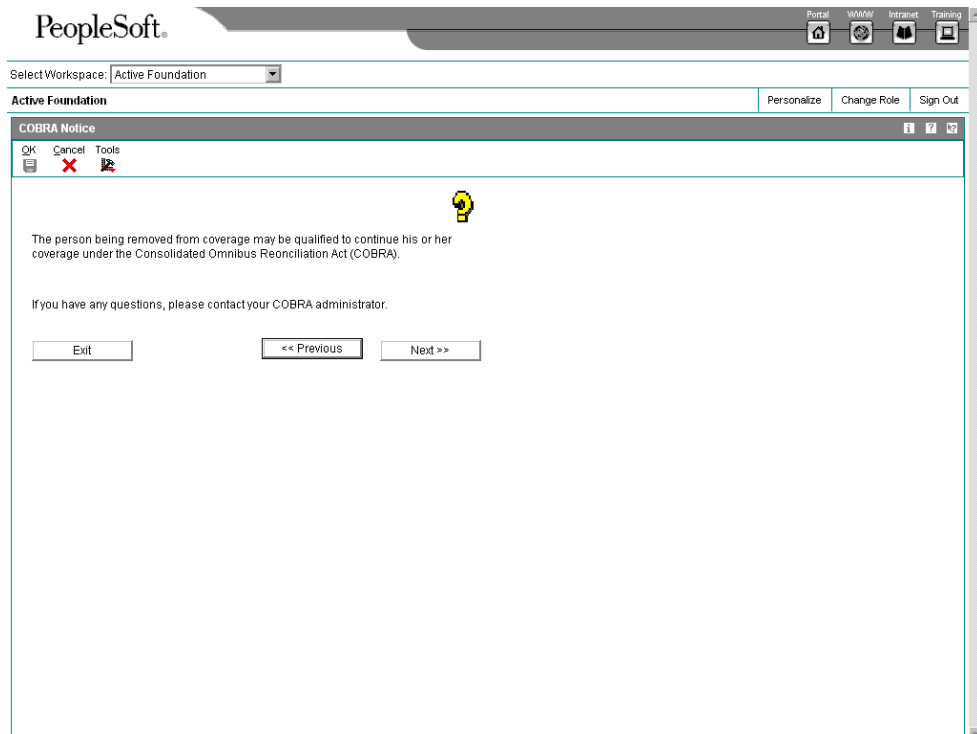 Portal WWW Intranet Training
PeopleSoft.
Select Workspace: Active Foundation
Active Foundation Personalize Change Role Sign Out
COBRA Notice
OK Cancel Tools
The person being removed from coverage may be qualified to continue his or her
coverage under the Consolidated Omnibus Reonciliation Act (COBRA).
If you have any questions, please contact your COBRA administrator.
Exit << Previous Next >>